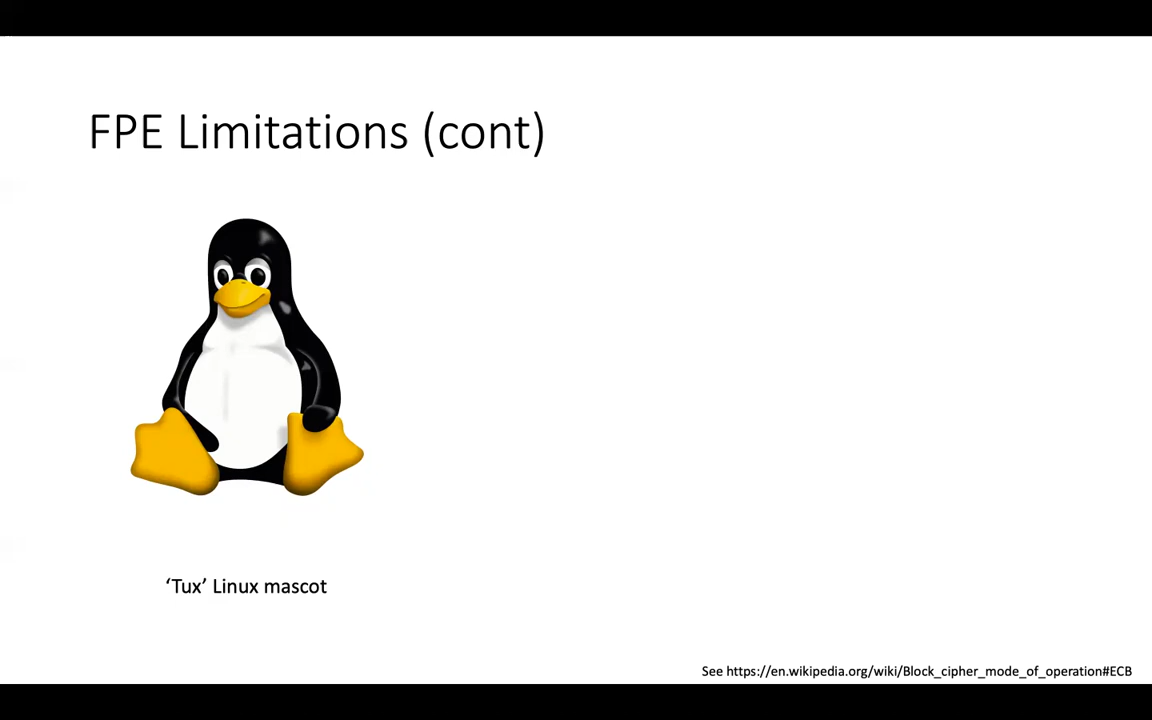 FPE Limitations (cont)
‘Tux’ Linux mascot
See https://en.wikipedia.org/wiki/Block_cipher_mode_of_operation#ECB